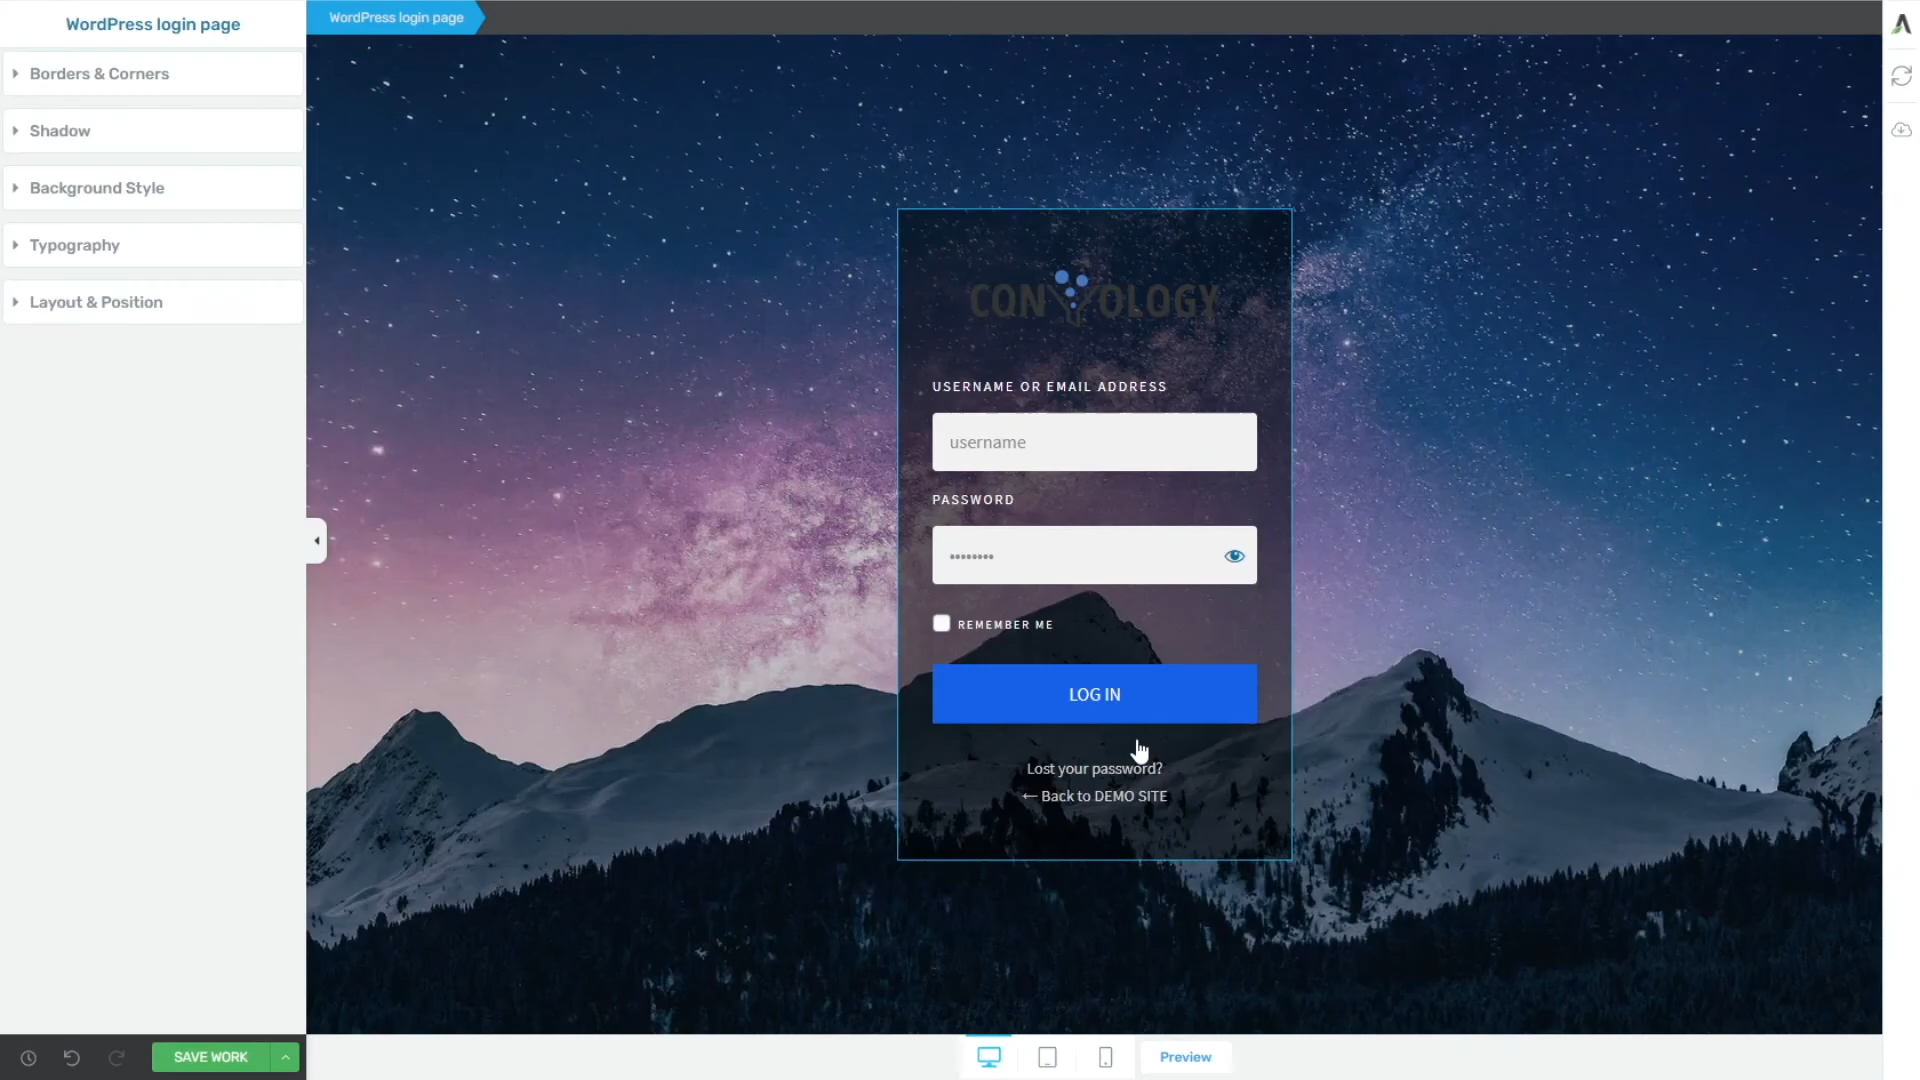 WordPress login page
WordPress login page
Borders & Corners
Shadow
Background Style
Typography
Layout & Position
CONVOLOGY
USERNAME OR EMAIL ADDRESS
username
PASSWORD
••••••••
REMEMBER ME
LOG IN
Lost your password?
← Back to DEMO SITE
SAVE WORK
Preview